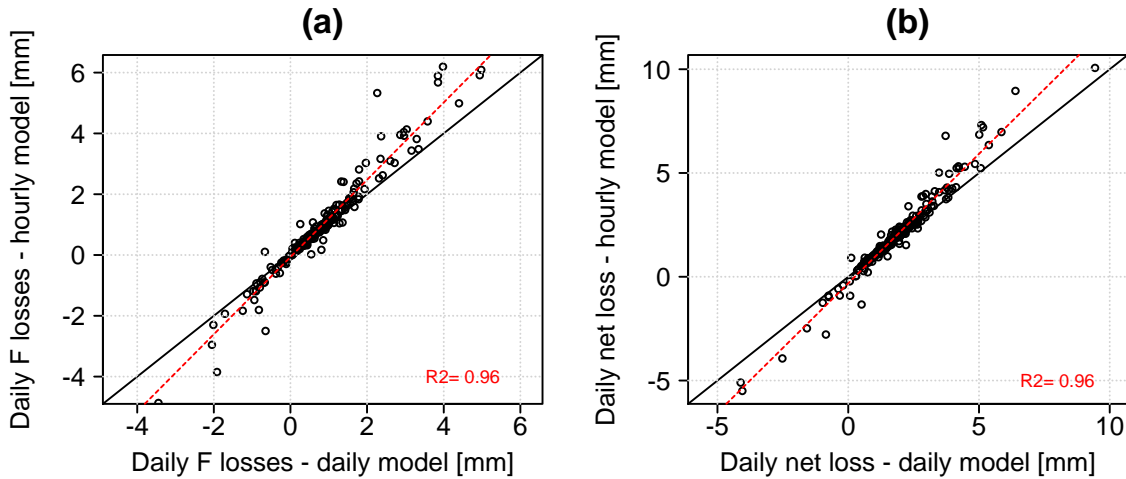 (a)
Daily F losses - hourly model [mm]
6
4
2
0
-2
-4
R2= 0.96
-4 -2 0 2 4 6
Daily F losses - daily model [mm]
(b)
Daily net loss - hourly model [mm]
10
5
0
-5
R2= 0.96
-5 0 5 10
Daily net loss - daily model [mm]